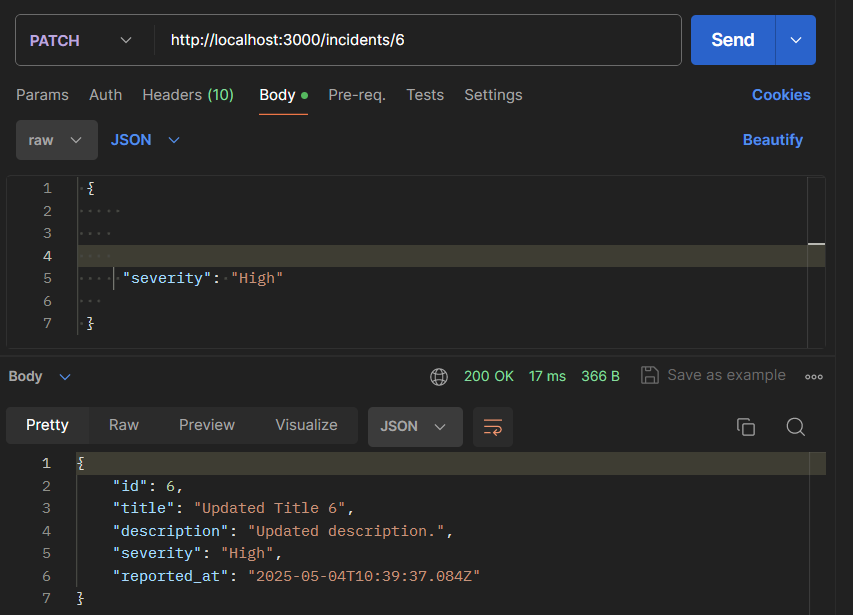 PATCH http://localhost:3000/incidents/6 Send
Params Auth Headers (10) Body Pre-req. Tests Settings Cookies
raw JSON Beautify
1 {
2
3
4
5 "severity": "High"
6
7 }
Body 200 OK 17 ms 366 B Save as example
Pretty Raw Preview Visualize JSON
1 {
2 "id": 6,
3 "title": "Updated Title 6",
4 "description": "Updated description.",
5 "severity": "High",
6 "reported_at": "2025-05-04T10:39:37.084Z"
7 }